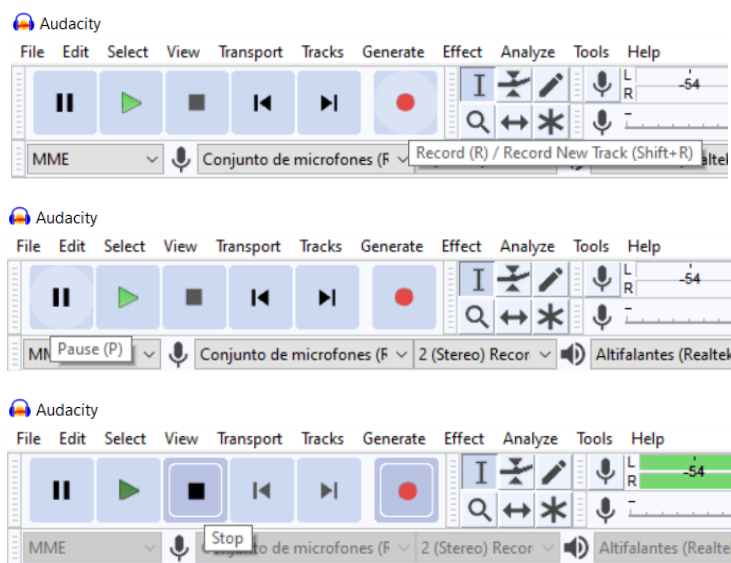 Audacity
File Edit Select View Transport Tracks Generate Effect Analyze Tools Help
L
R
-54
MME
Conjunto de microfones (R
Record (R) / Record New Track (Shift+R)
Audacity
File Edit Select View Transport Tracks Generate Effect Analyze Tools Help
L
R
-54
Pause (P)
Conjunto de microfones (R
2 (Stereo) Recor
Altifalantes (Realtek
Audacity
File Edit Select View Transport Tracks Generate Effect Analyze Tools Help
L
R
-54
Stop
MME
to de microfones (R
2 (Stereo) Recor
Altifalantes (Realte